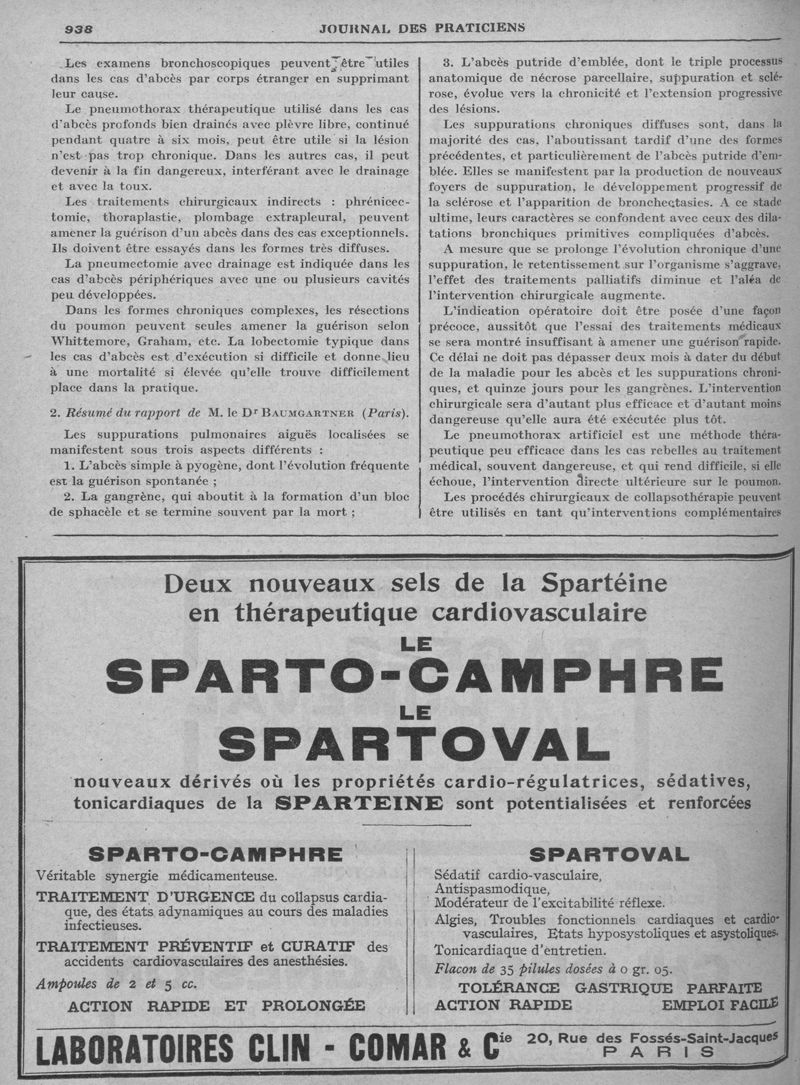 938
JOURNAL DES PRATICIENS
Les examens bronchoscopiques peuvent être utiles
dans les cas d'abcès par corps étranger en supprimant
leur cause.
Le pneumothorax thérapeutique utilisé dans les cas
d'abcès profonds bien drainés avec plèvre libre, continué
pendant quatre à six mois, peut être utile si la lésion
n'est pas trop chronique. Dans les autres cas, il peut
devenir à la fin dangereux, interférant avec le drainage
et avec la toux.
Les traitements chirurgicaux indirects : phrénicec-
tomie, thoraplastie, plombage extrapleural, peuvent
amener la guérison d'un abcès dans des cas exceptionnels.
Ils doivent être essayés dans les formes très diffuses.
La pneumectomie avec drainage est indiquée dans les
cas d'abcès périphériques avec une ou plusieurs cavités
peu développées.
Dans les formes chroniques complexes, les résections
du poumon peuvent seules amener la guérison selon
Whittemore, Graham, etc. La lobectomie typique dans
les cas d'abcès est d'exécution si difficile et donne lieu
à une mortalité si élevée qu'elle trouve difficilement
place dans la pratique.
2. Résumé du rapport de M. le Dr BAUMGARTNER (Paris).
Les suppurations pulmonaires aiguës localisées se
manifestent sous trois aspects différents :
1. L'abcès simple à pyogène, dont l'évolution fréquente
est la guérison spontanée ;
2. La gangrène, qui aboutit à la formation d'un bloc
de sphacèle et se termine souvent par la mort ;
3. L'abcès putride d'emblée, dont le triple processus
anatomique de nécrose parcellaire, suppuration et sclé-
rose, évolue vers la chronicité et l'extension progressive
des lésions.
Les suppurations chroniques diffuses sont, dans la
majorité des cas, l'aboutissant tardif d'une des formes
précédentes, et particulièrement de l'abcès putride d'em-
blée. Elles se manifestent par la production de nouveaux
foyers de suppuration, le développement progressif de
la sclérose et l'apparition de bronchectasies. A ce stade
ultime, leurs caractères se confondent avec ceux des dila-
tations bronchiques primitives compliquées d'abcès.
A mesure que se prolonge l'évolution chronique d'une
suppuration, le retentissement sur l'organisme s'aggrave,
l'effet des traitements palliatifs diminue et l'aléa de
l'intervention chirurgicale augmente.
L'indication opératoire doit être posée d'une façon
précoce, aussitôt que l'essai des traitements médicaux
se sera montré insuffisant à amener une guérison rapide.
Ce délai ne doit pas dépasser deux mois à dater du début
de la maladie pour les abcès et les suppurations chroni-
ques, et quinze jours pour les gangrènes. L'intervention
chirurgicale sera d'autant plus efficace et d'autant moins
dangereuse qu'elle aura été exécutée plus tôt.
Le pneumothorax artificiel est une méthode théra-
peutique peu efficace dans les cas rebelles au traitement
médical, souvent dangereuse, et qui rend difficile, si elle
échoue, l'intervention directe ultérieure sur le poumon.
Les procédés chirurgicaux de collapsothérapie peuvent
être utilisés en tant qu'interventions complémentaires
Deux nouveaux sels de la Spartéine
en thérapeutique cardiovasculaire
LE
SPARTO-CAMPHRE
LE
SPARTOVAL
nouveaux dérivés où les propriétés cardio-régulatrices, sédatives,
tonicardiaques de la SPARTEINE sont potentialisées et renforcées
SPARTO-CAMPHRE
Véritable synergie médicamenteuse.
TRAITEMENT D'URGENCE du collapsus cardia-
que, des états adynamiques au cours des maladies
infectieuses.
TRAITEMENT PRÉVENTIF et CURATIF des
accidents cardiovasculaires des anesthésies.
Ampoules de 2 et 5 cc.
ACTION RAPIDE ET PROLONGÉE
SPARTOVAL
Sédatif cardio-vasculaire,
Antispasmodique,
Modérateur de l'excitabilité réflexe.
Algies, Troubles fonctionnels cardiaques et cardio-
vasculaires, Etats hyposystoliques et asystoliques.
Tonicardiaque d'entretien.
Flacon de 35 pilules dosées à 0 gr. 05.
TOLÉRANCE GASTRIQUE PARFAITE
ACTION RAPIDE EMPLOI FACILE
LABORATOIRES CLIN - COMAR & Cie 20, Rue des Fossés-Saint-Jacques
PARIS